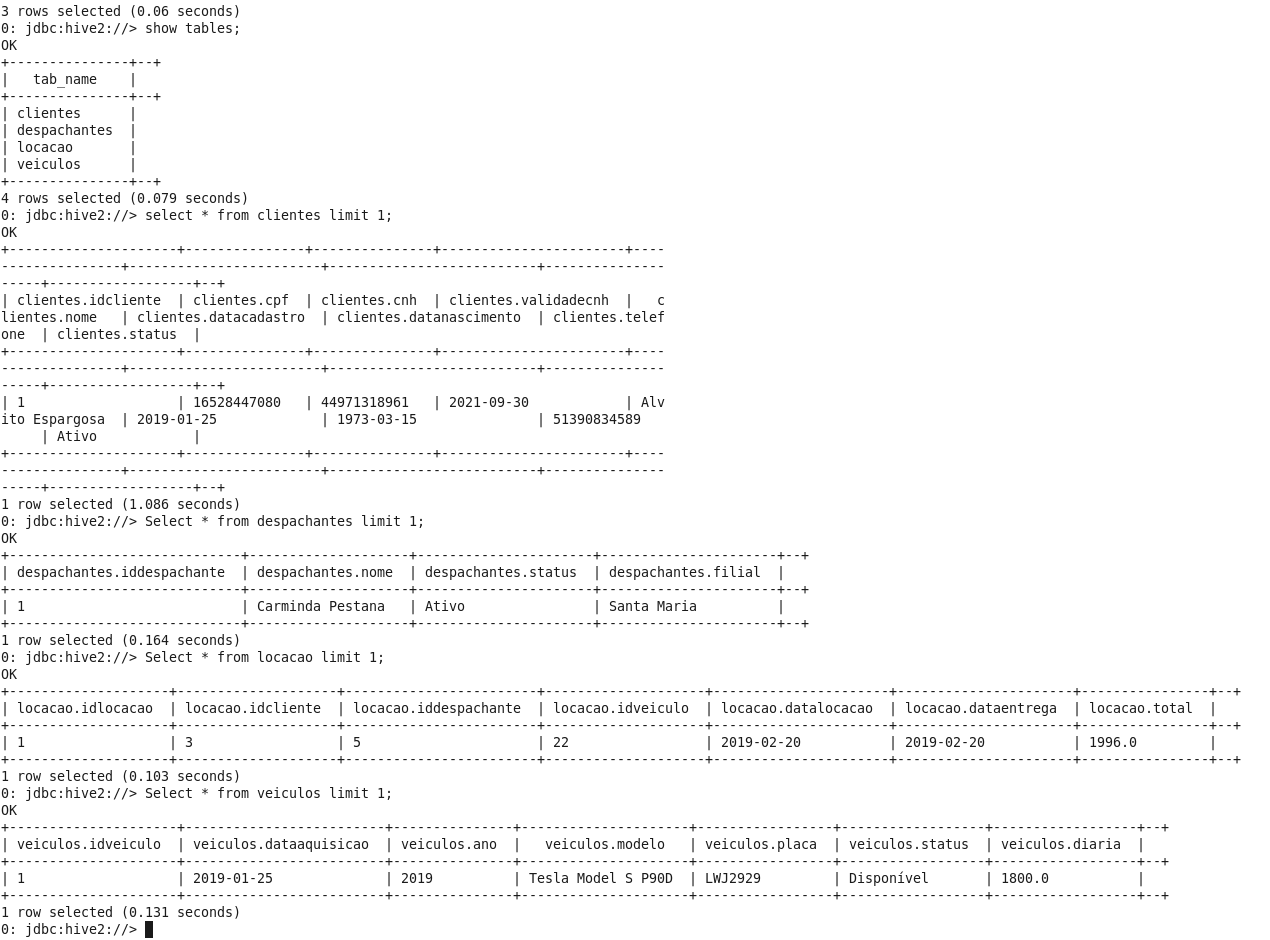 3 rows selected (0.06 seconds)
0: jdbc:hive2://> show tables;
OK
+---------------+--+
|   tab_name    |
+---------------+--+
| clientes      |
| despachantes  |
| locacao       |
| veiculos      |
+---------------+--+
4 rows selected (0.079 seconds)
0: jdbc:hive2://> select * from clientes limit 1;
OK
+---------------------+---------------+---------------+-----------------------+----
---------------+------------------------+--------------------------+---------------
-----+------------------+--+
| clientes.idcliente  | clientes.cpf  | clientes.cnh  | clientes.validadecnh  |   c
lientes.nome   | clientes.datacadastro  | clientes.datanascimento  | clientes.telef
one  | clientes.status  |
+---------------------+---------------+---------------+-----------------------+----
---------------+------------------------+--------------------------+---------------
-----+------------------+--+
| 1                   | 16528447080   | 44971318961   | 2021-09-30            | Alv
ito Espargosa  | 2019-01-25             | 1973-03-15               | 51390834589   
     | Ativo            |
+---------------------+---------------+---------------+-----------------------+----
---------------+------------------------+--------------------------+---------------
-----+------------------+--+
1 row selected (1.086 seconds)
0: jdbc:hive2://> Select * from despachantes limit 1;
OK
+-----------------------------+--------------------+----------------------+----------------------+--+
| despachantes.iddespachante  | despachantes.nome  | despachantes.status  | despachantes.filial  |
+-----------------------------+--------------------+----------------------+----------------------+--+
| 1                           | Carminda Pestana   | Ativo                | Santa Maria          |
+-----------------------------+--------------------+----------------------+----------------------+--+
1 row selected (0.164 seconds)
0: jdbc:hive2://> Select * from locacao limit 1;
OK
+--------------------+--------------------+------------------------+--------------------+----------------------+----------------------+----------------+--+
| locacao.idlocacao  | locacao.idcliente  | locacao.iddespachante  | locacao.idveiculo  | locacao.datalocacao  | locacao.dataentrega  | locacao.total  |
+--------------------+--------------------+------------------------+--------------------+----------------------+----------------------+----------------+--+
| 1                  | 3                  | 5                      | 22                 | 2019-02-20           | 2019-02-20           | 1996.0         |
+--------------------+--------------------+------------------------+--------------------+----------------------+----------------------+----------------+--+
1 row selected (0.103 seconds)
0: jdbc:hive2://> Select * from veiculos limit 1;
OK
+---------------------+-------------------------+---------------+---------------------+-----------------+------------------+------------------+--+
| veiculos.idveiculo  | veiculos.dataaquisicao  | veiculos.ano  |   veiculos.modelo   | veiculos.placa  | veiculos.status  | veiculos.diaria  |
+---------------------+-------------------------+---------------+---------------------+-----------------+------------------+------------------+--+
| 1                   | 2019-01-25              | 2019          | Tesla Model S P90D  | LWJ2929         | Disponível       | 1800.0           |
+---------------------+-------------------------+---------------+---------------------+-----------------+------------------+------------------+--+
1 row selected (0.131 seconds)
0: jdbc:hive2://>